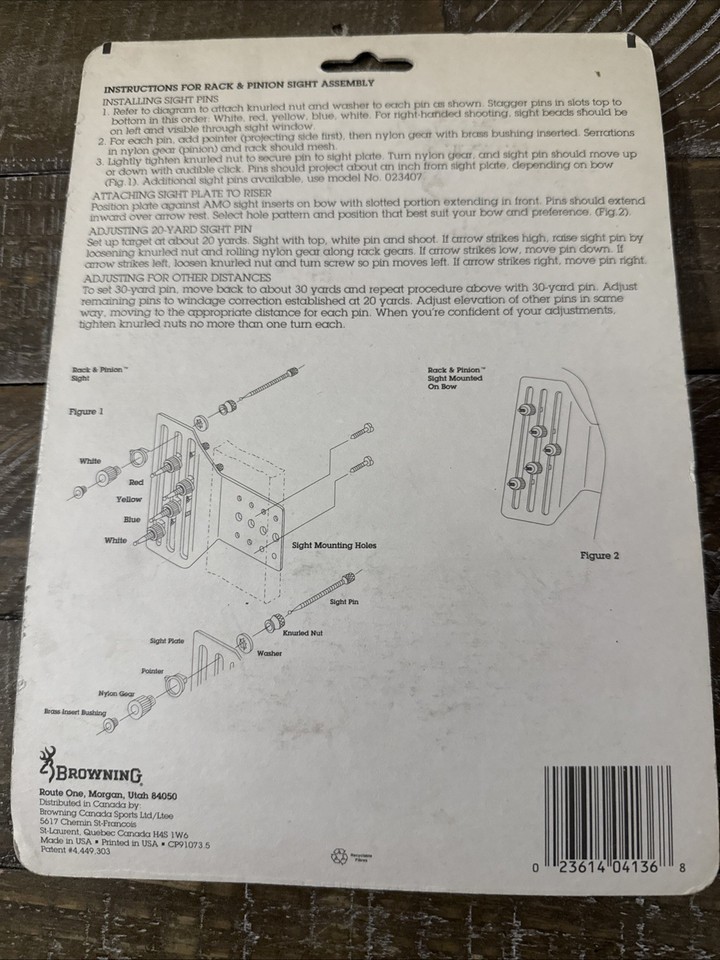 INSTRUCTIONS FOR RACK & PINION SIGHT ASSEMBLY
INSTALLING SIGHT PINS
1. Refer to diagram to attach knurled nut and washer to each pin as shown. Stagger pins in slots top to
bottom in this order: White, red, yellow, blue, white. For right-handed shooting, sight beads should be
on left and visible through sight window.
2. For each pin, add pointer (projecting side first), then nylon gear with brass bushing inserted. Serrations
in nylon gear (pinion) and rack should mesh.
3. Lightly tighten knurled nut to secure pin to sight plate. Turn nylon gear, and sight pin should move up
or down with audible click. Pins should project about an inch from sight plate, depending on bow
(Fig. 1). Additional sight pins available, use model No. 023407.
ATTACHING SIGHT PLATE TO RISER
Position plate against AMO sight inserts on bow with slotted portion extending in front. Pins should extend
inward over arrow rest. Select hole pattern and position that best suit your bow and preference. (Fig.2).
ADJUSTING 20-YARD SIGHT PIN
Set up target at about 20 yards. Sight with top, white pin and shoot. If arrow strikes high, raise sight pin by
loosening knurled nut and rolling nylon gear along rack gears. If arrow strikes low, move pin down. If
arrow strikes left, loosen knurled nut and turn screw so pin moves left. If arrow strikes right, move pin right.
ADJUSTING FOR OTHER DISTANCES
To set 30-yard pin, move back to about 30 yards and repeat procedure above with 30-yard pin. Adjust
remaining pins to windage correction established at 20 yards. Adjust elevation of other pins in same
way, moving to the appropriate distance for each pin. When you're confident of your adjustments,
tighten knurled nuts no more than one turn each.
Rack & Pinion™
Sight
Figure 1
White
Red
Yellow
Blue
White
Sight Mounting Holes
Rack & Pinion™
Sight Mounted
On Bow
Figure 2
Sight Pin
Knurled Nut
Washer
Sight Plate
Pointer
Nylon Gear
Brass Insert Bushing
BROWNING
Route One, Morgan, Utah 84050
Distributed in Canada by:
Browning Canada Sports Ltd/Ltee
5617 Chemin St-Francois
St-Laurent, Quebec Canada H4S 1W6
Made in USA • Printed in USA • CP91073.5
Patent #4,449,303
Recyclable
Fibres
0 23614 04136 8